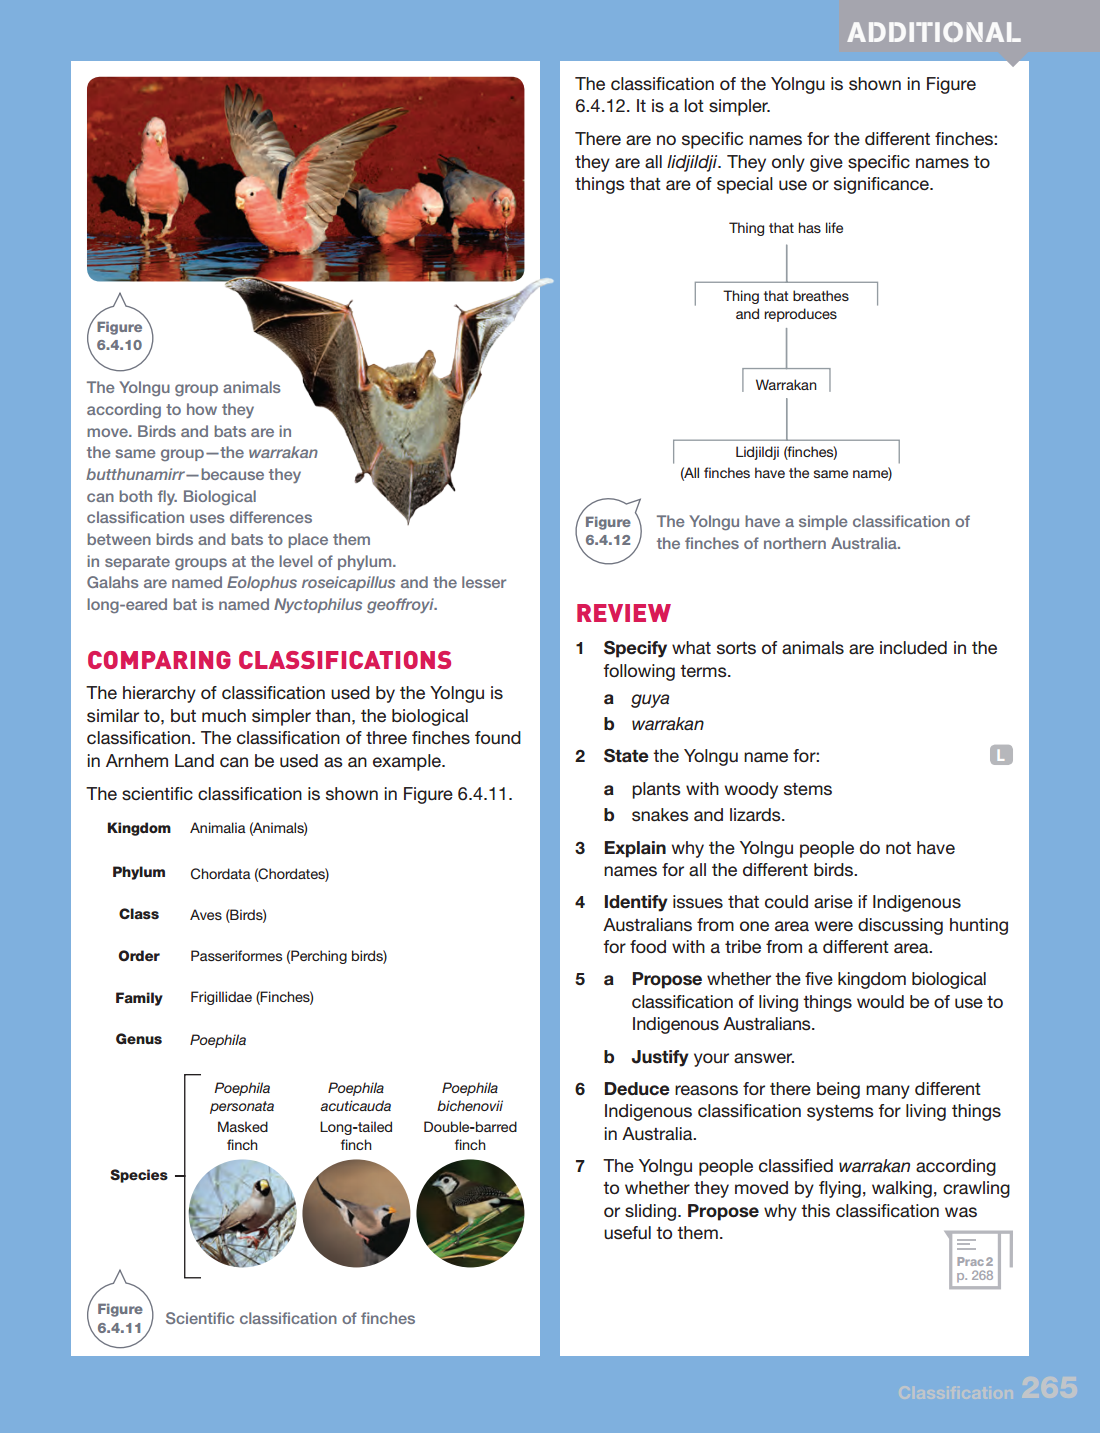 ADDITIONAL
Figure
6.4.10
The Yolngu group animals
according to how they
move. Birds and bats are in
the same group—the warrakan
butthunamirr—because they
can both fly. Biological
classification uses differences
between birds and bats to place them
in separate groups at the level of phylum.
Galahs are named Eolophus roseicapillus and the lesser
long-eared bat is named Nyctophilus geoffroyi.
COMPARING CLASSIFICATIONS
The hierarchy of classification used by the Yolngu is
similar to, but much simpler than, the biological
classification. The classification of three finches found
in Arnhem Land can be used as an example.
The scientific classification is shown in Figure 6.4.11.
Kingdom Animalia (Animals)
Phylum Chordata (Chordates)
Class Aves (Birds)
Order Passeriformes (Perching birds)
Family Frigillidae (Finches)
Genus Poephila
Species
Poephila
personata
Masked
finch
Poephila
acuticauda
Long-tailed
finch
Poephila
bichenovii
Double-barred
finch
Figure
6.4.11
Scientific classification of finches
The classification of the Yolngu is shown in Figure
6.4.12. It is a lot simpler.
There are no specific names for the different finches:
they are all lidjildji. They only give specific names to
things that are of special use or significance.
Thing that has life
Thing that breathes
and reproduces
Warrakan
Lidjildji (finches)
(All finches have the same name)
Figure
6.4.12
The Yolngu have a simple classification of
the finches of northern Australia.
REVIEW
1 Specify what sorts of animals are included in the
following terms.
a guya
b warrakan
2 State the Yolngu name for:
L
a plants with woody stems
b snakes and lizards.
3 Explain why the Yolngu people do not have
names for all the different birds.
4 Identify issues that could arise if Indigenous
Australians from one area were discussing hunting
for food with a tribe from a different area.
5 a Propose whether the five kingdom biological
classification of living things would be of use to
Indigenous Australians.
b Justify your answer.
6 Deduce reasons for there being many different
Indigenous classification systems for living things
in Australia.
7 The Yolngu people classified warrakan according
to whether they moved by flying, walking, crawling
or sliding. Propose why this classification was
useful to them.
Prac 2
p. 268
Classification 265